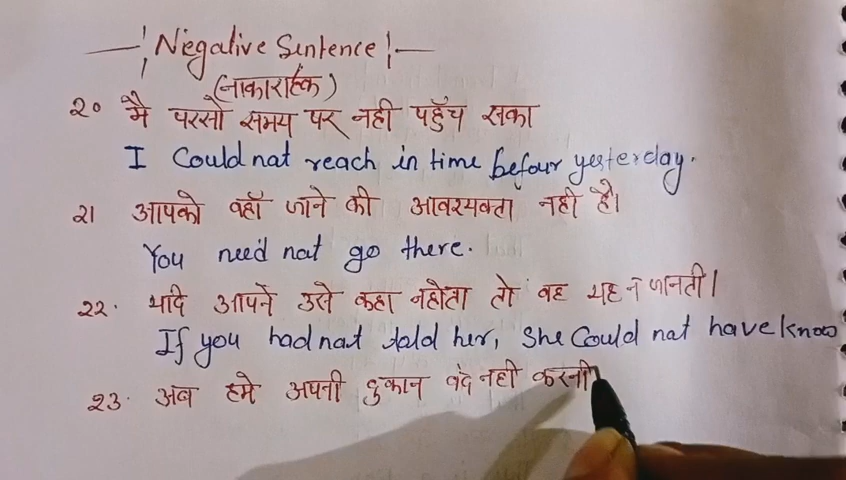 Negative Sentence
(नाकारात्मक)
२० मै परसों समय पर नही पहुँच सका
I Could nat reach in time befour yesterday.
२१ आपको वहाँ जाने की आवश्यक्ता नही है।
You need nat go there.
२२. यदि आपने उसे कहा नहोता तो वह यह न जानती।
If you had nat told her, She Could nat have know
२३. अब हमे अपनी दुकान बंद नही करनी